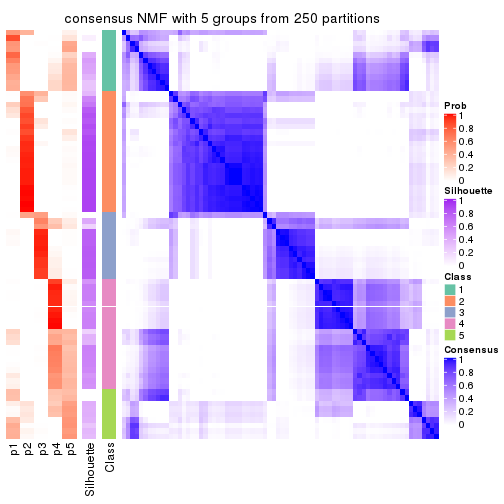 consensus NMF with 5 groups from 250 partitions
Prob
1
0.8
0.6
0.4
0.2
0
Silhouette
1
0.8
0.6
0.4
0.2
0
Class
1
2
3
4
5
Consensus
1
0.8
0.6
0.4
0.2
0
p1
p2
p3
p4
p5
Silhouette
Class